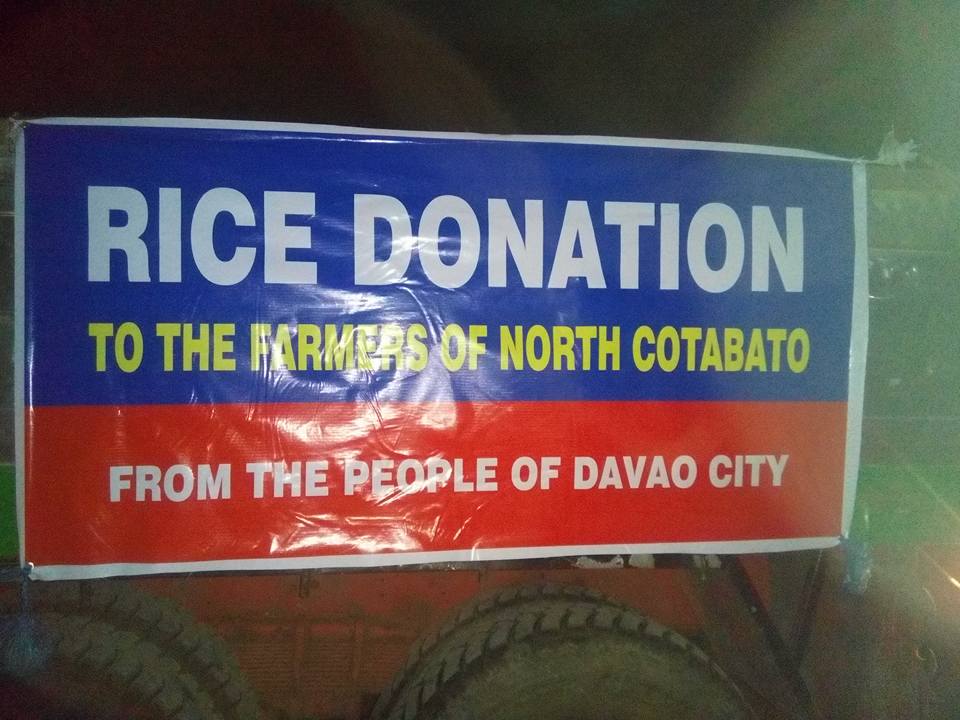 RICE DONATION
TO THE FARMERS OF NORTH COTABATO
FROM THE PEOPLE OF DAVAO CITY